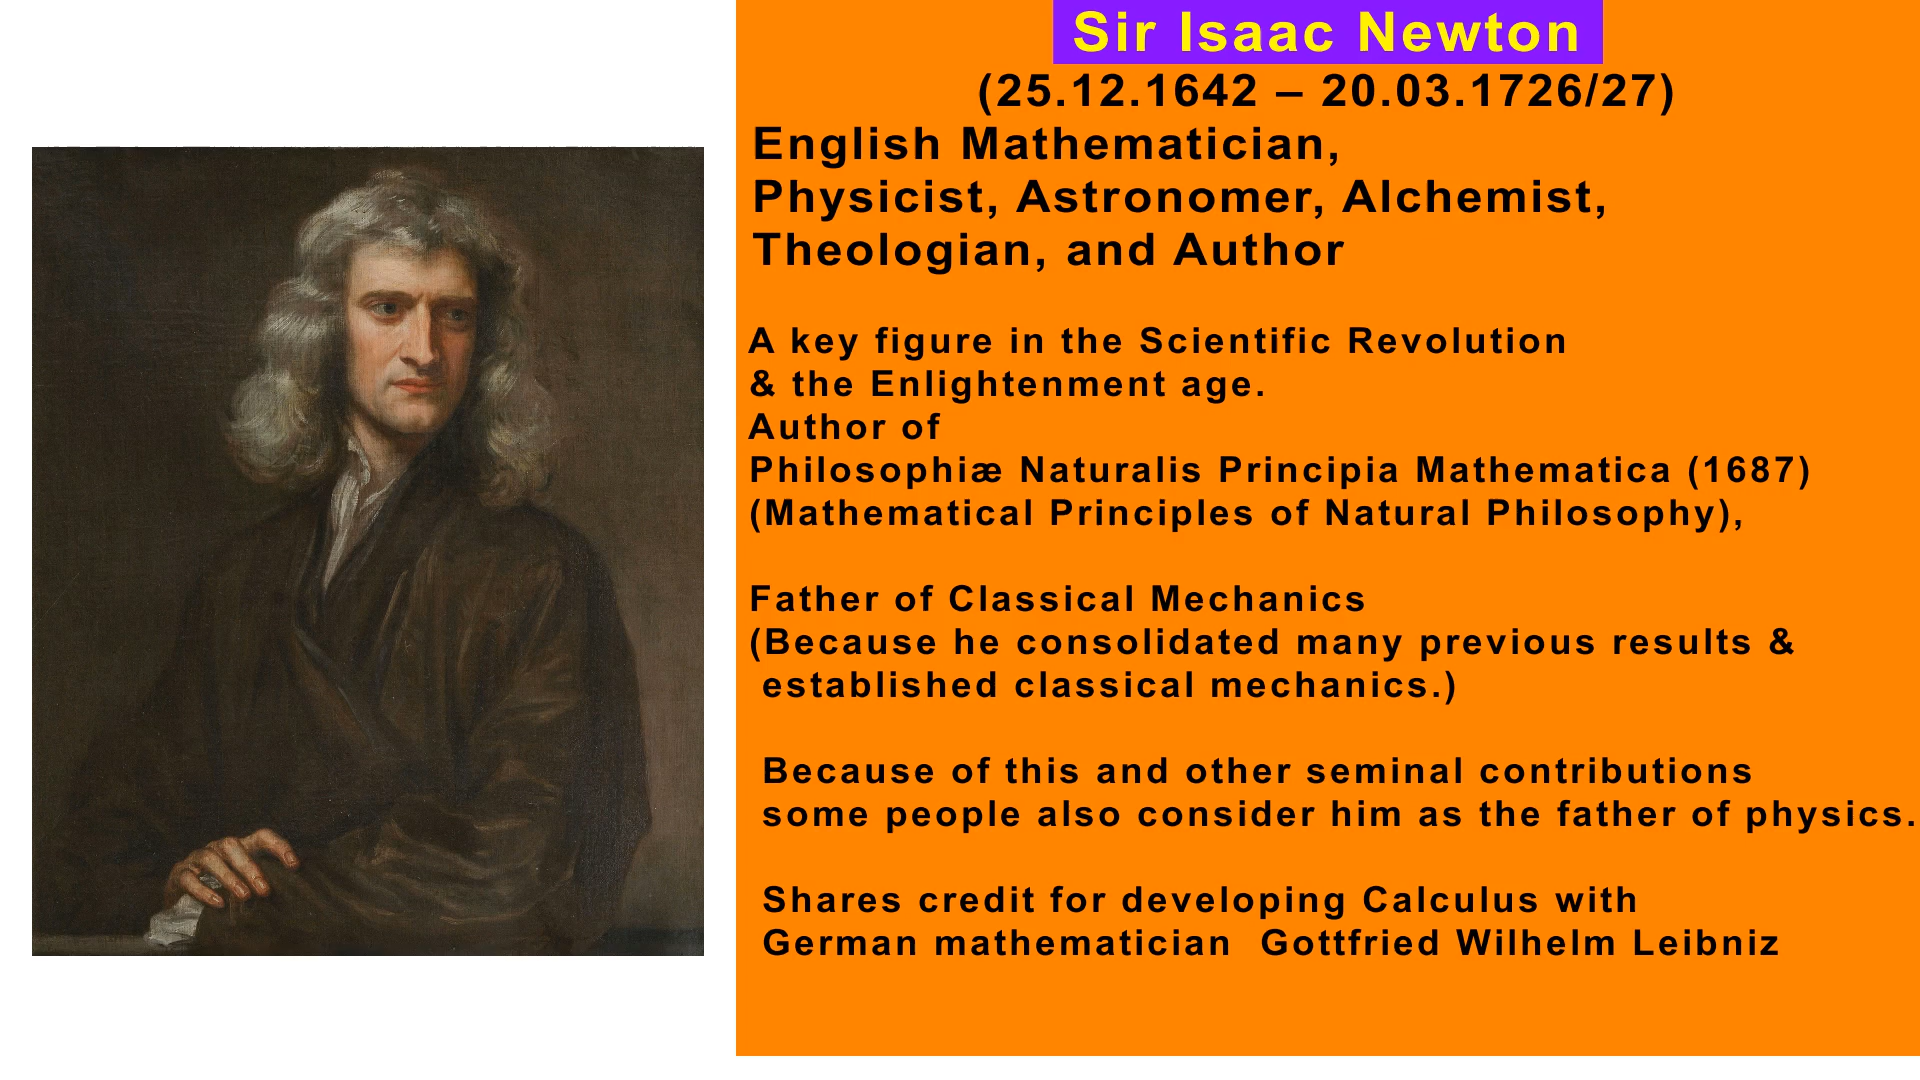 Sir Isaac Newton
(25.12.1642 – 20.03.1726/27)
English Mathematician,
Physicist, Astronomer, Alchemist,
Theologian, and Author
A key figure in the Scientific Revolution
& the Enlightenment age.
Author of
Philosophiæ Naturalis Principia Mathematica (1687)
(Mathematical Principles of Natural Philosophy),
Father of Classical Mechanics
(Because he consolidated many previous results &
established classical mechanics.)
Because of this and other seminal contributions
some people also consider him as the father of physics.
Shares credit for developing Calculus with
German mathematician  Gottfried Wilhelm Leibniz